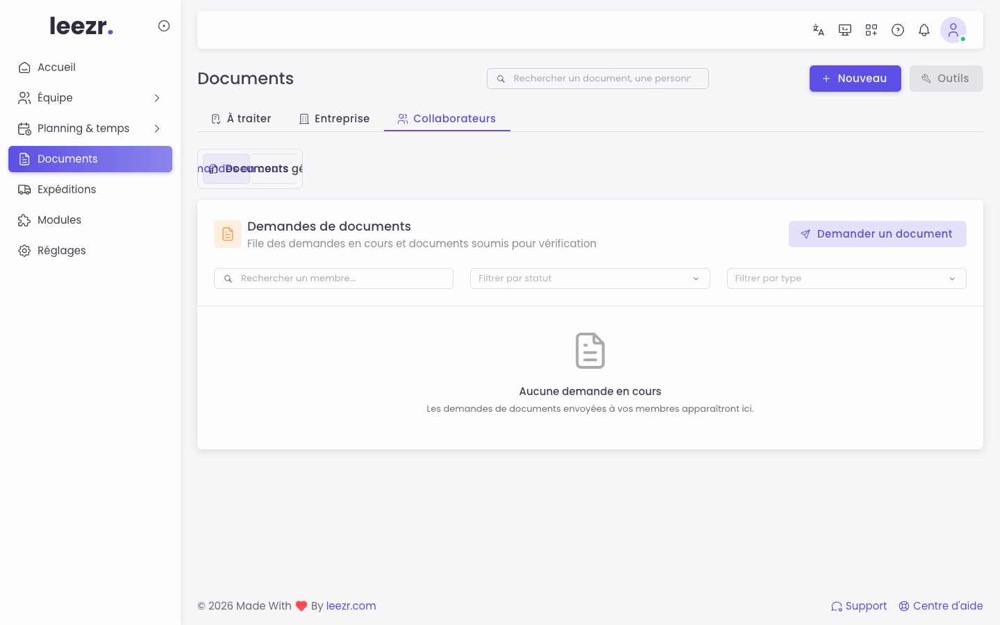 leezr.
Accueil
Équipe
Planning & temps
Documents
Expéditions
Modules
Réglages
Documents
Rechercher un document, une personr
Nouveau
Outils
À traiter
Entreprise
Collaborateurs
Demandes de documents
File des demandes en cours et documents soumis pour vérification
Demander un document
Rechercher un membre...
Filtrer par statut
Filtrer par type
Aucune demande en cours
Les demandes de documents envoyées à vos membres apparaîtront ici.
© 2026 Made With ❤️ By leezr.com
Support
Centre d'aide